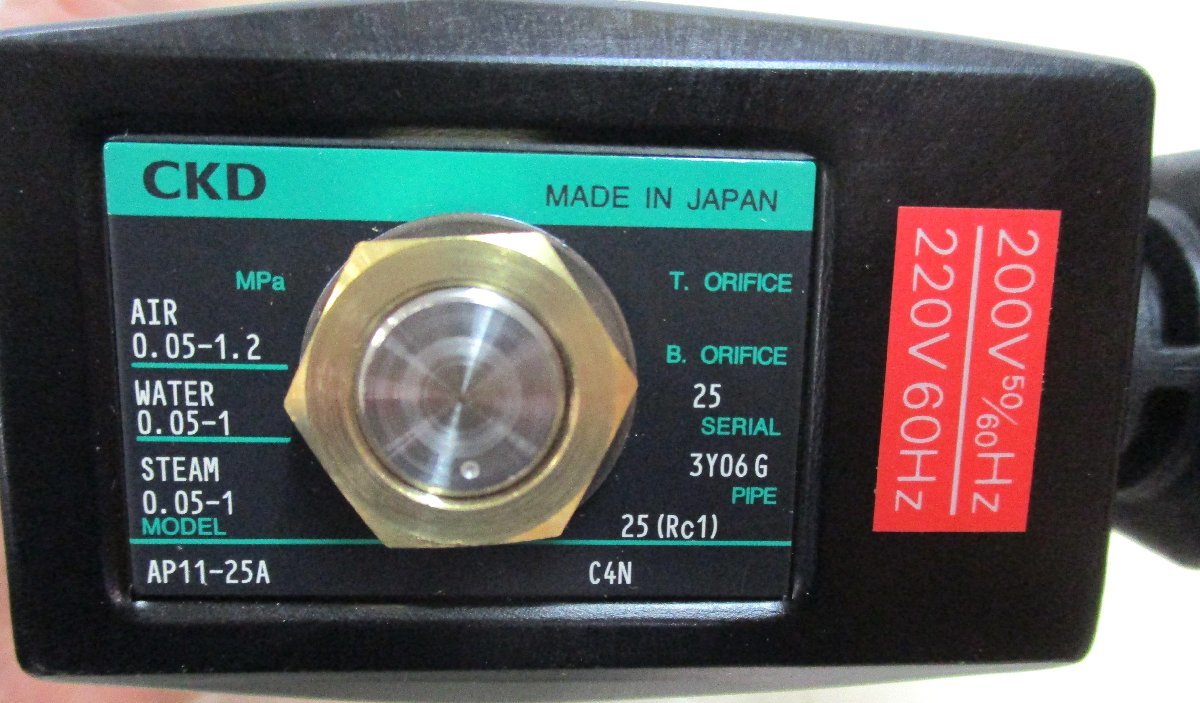 CKD
MADE IN JAPAN
MPa
AIR
0.05-1.2
WATER
0.05-1
STEAM
0.05-1
MODEL
AP11-25A
T. ORIFICE
B. ORIFICE
25
SERIAL
3Y06G
PIPE
25(Rc1)
C4N
200V 50/60Hz
220V 60Hz